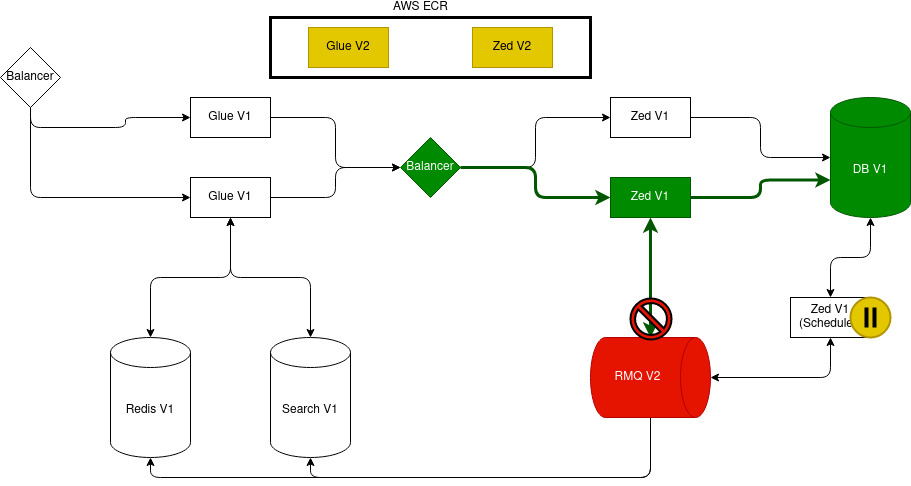 AWS ECR
Glue V2
Zed V2
Balancer
Glue V1
Zed V1
Balancer
DB V1
Glue V1
Zed V1
Zed V1
(Schedule
RMQ V2
Redis V1
Search V1